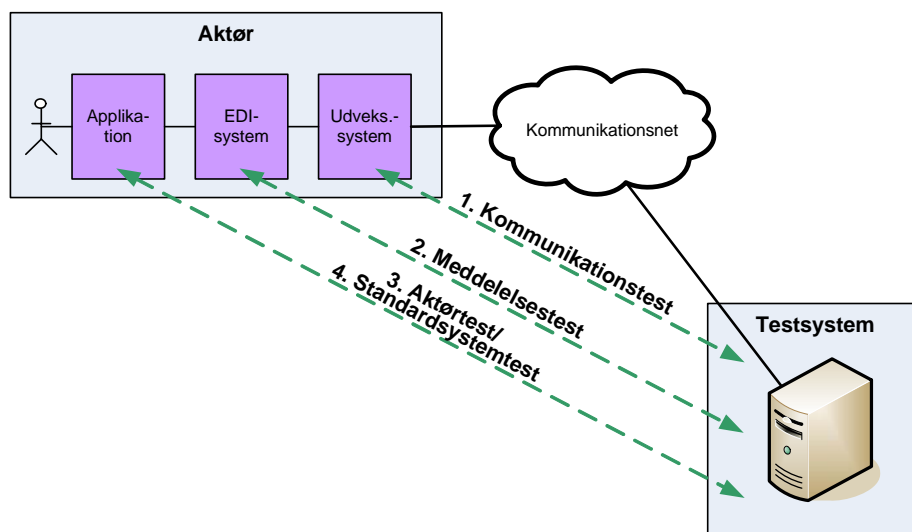 Aktør
Applika-
tion
EDI-
system
Udveks.-
system
Kommunikationsnet
1. Kommunikationstest
2. Meddelelsestest
3. Aktørtest/
4. Standardsystemtest
Testsystem